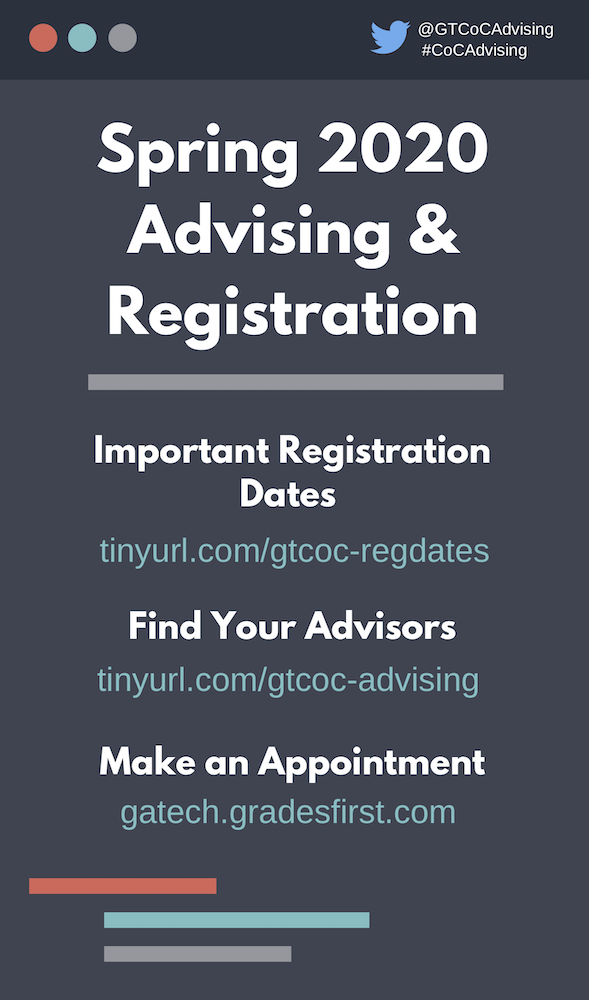 @GTCoCAdvising
#CoCAdvising
Spring 2020
Advising &
Registration
Important Registration
Dates
tinyurl.com/gtcoc-regdates
Find Your Advisors
tinyurl.com/gtcoc-advising
Make an Appointment
gatech.gradesfirst.com